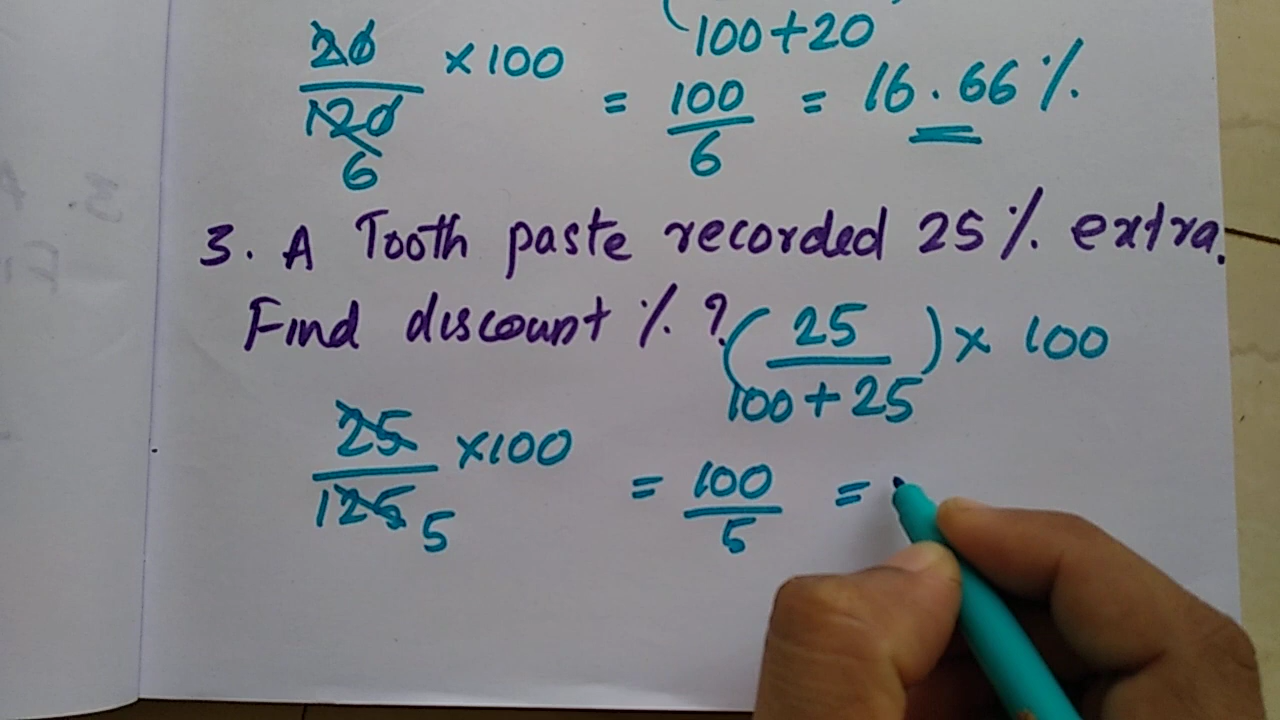 100+20
20/120 6 ×100 = 100/6 = 16.66%
3. A Tooth paste recorded 25% extra.
Find discount %? (25/100+25) × 100
25/125 5 ×100 = 100/5 =